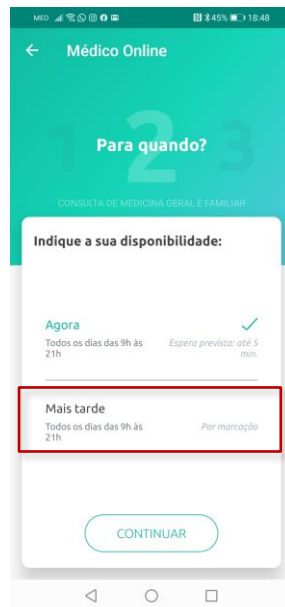 MEO 45% 18:48
Médico Online
1 2 3
Para quando?
CONSULTA DE MEDICINA GERAL E FAMILIAR
Indique a sua disponibilidade:
Agora
Todos os dias das 9h às Espera prevista: até 5
21h min.
Mais tarde
Todos os dias das 9h às Por marcação
21h
CONTINUAR